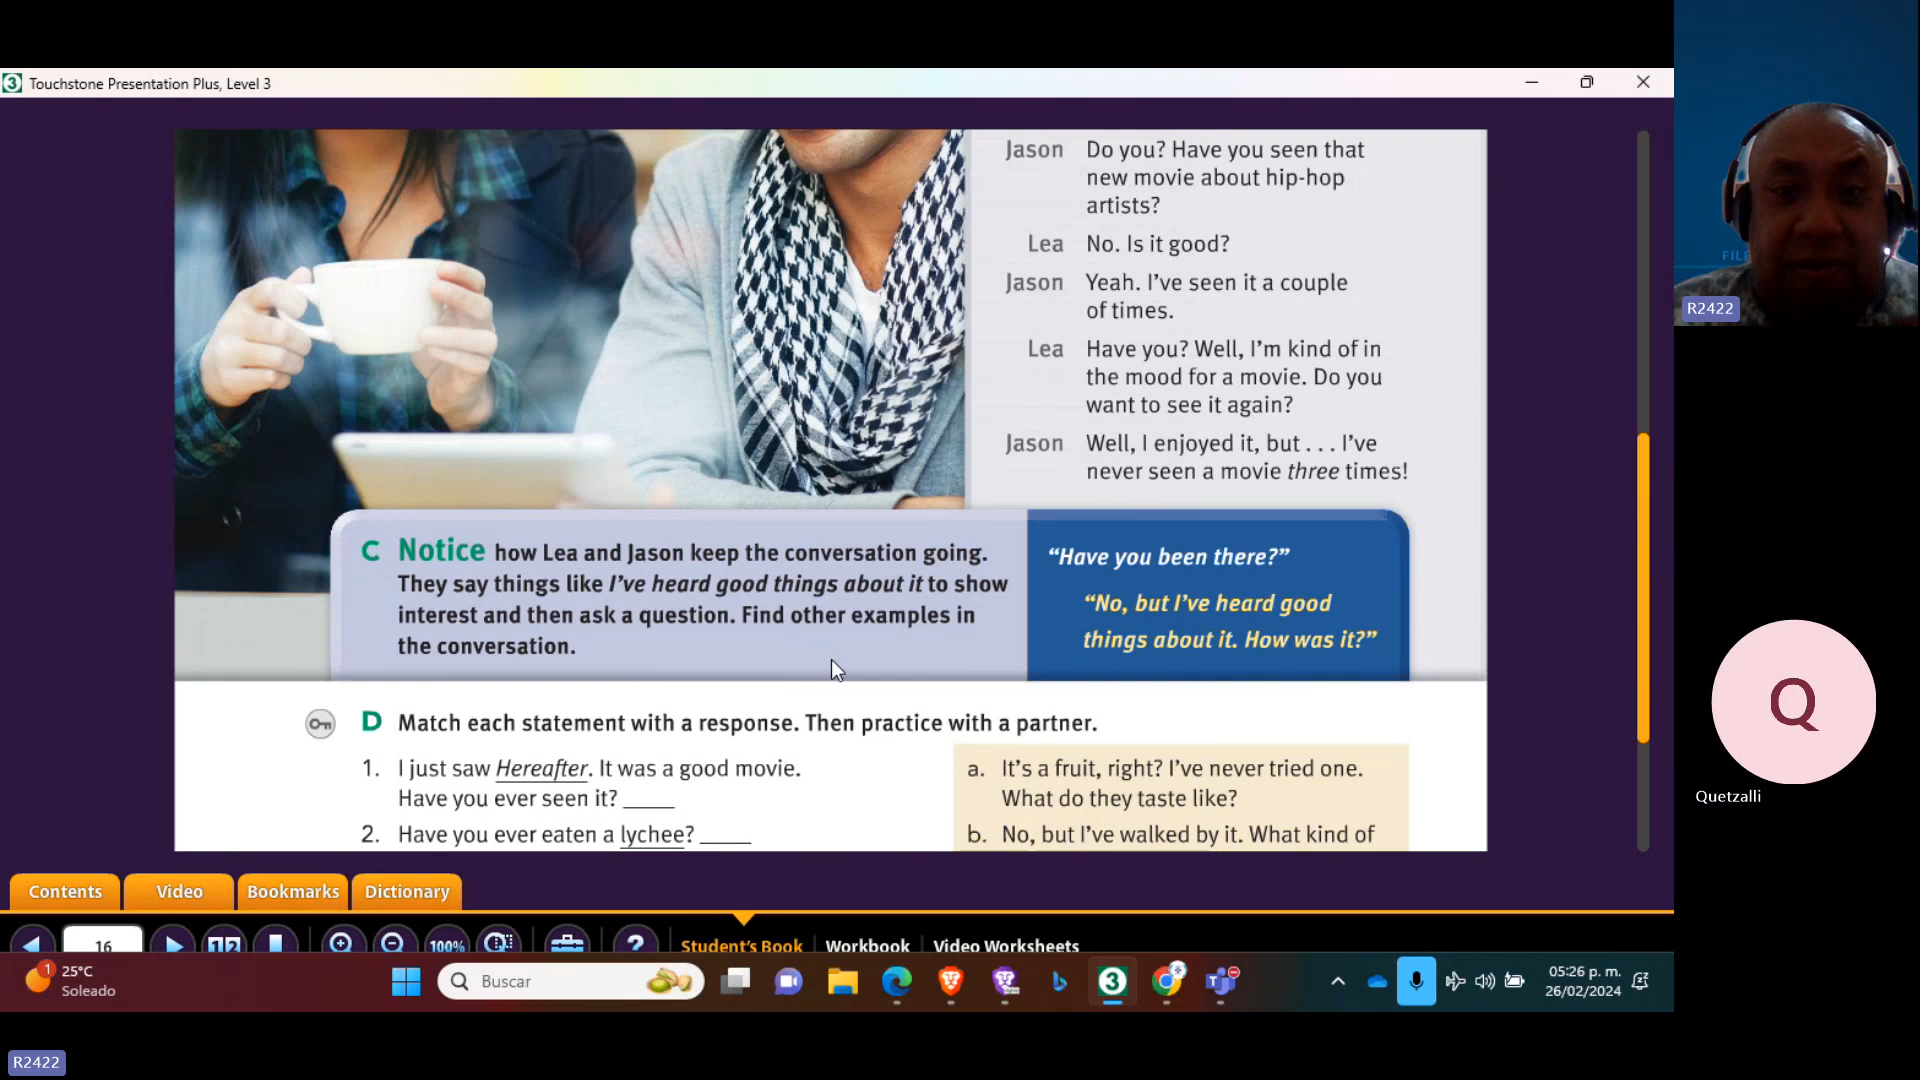 Touchstone Presentation Plus, Level 3
Jason Do you? Have you seen that
new movie about hip-hop
artists?
Lea No. Is it good?
Jason Yeah. I've seen it a couple
of times.
Lea Have you? Well, I'm kind of in
the mood for a movie. Do you
want to see it again?
Jason Well, I enjoyed it, but . . . I've
never seen a movie three times!
C Notice how Lea and Jason keep the conversation going.
They say things like I've heard good things about it to show
interest and then ask a question. Find other examples in
the conversation.
“Have you been there?”
“No, but I've heard good
things about it. How was it?”
D Match each statement with a response. Then practice with a partner.
1. I just saw Hereafter. It was a good movie.
Have you ever seen it? ____
2. Have you ever eaten a lychee? ____
a. It's a fruit, right? I've never tried one.
What do they taste like?
b. No, but I've walked by it. What kind of
Contents Video Bookmarks Dictionary
16 12 100% ? Student's Book Workbook Video Worksheets
1 25°C
Soleado
Buscar
3
05:26 p. m.
26/02/2024
R2422
FILE
R2422
Q
Quetzalli